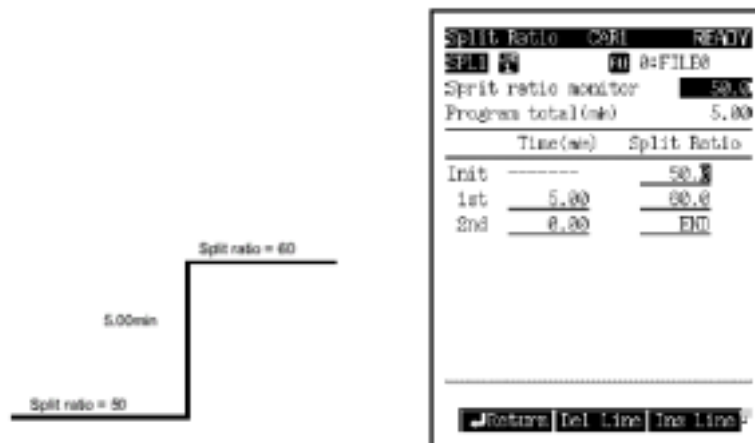 Split ratio = 60
5.00min
Split ratio = 50
Split Ratio CAR1 READY
SPL1 0:FILE0
Sprit ratio monitor 50.0
Program total(min) 5.00
Time(min) Split Ratio
Init ------- 50.0
1st 5.00 60.0
2nd 0.00 END
Return Del Line Ins Line